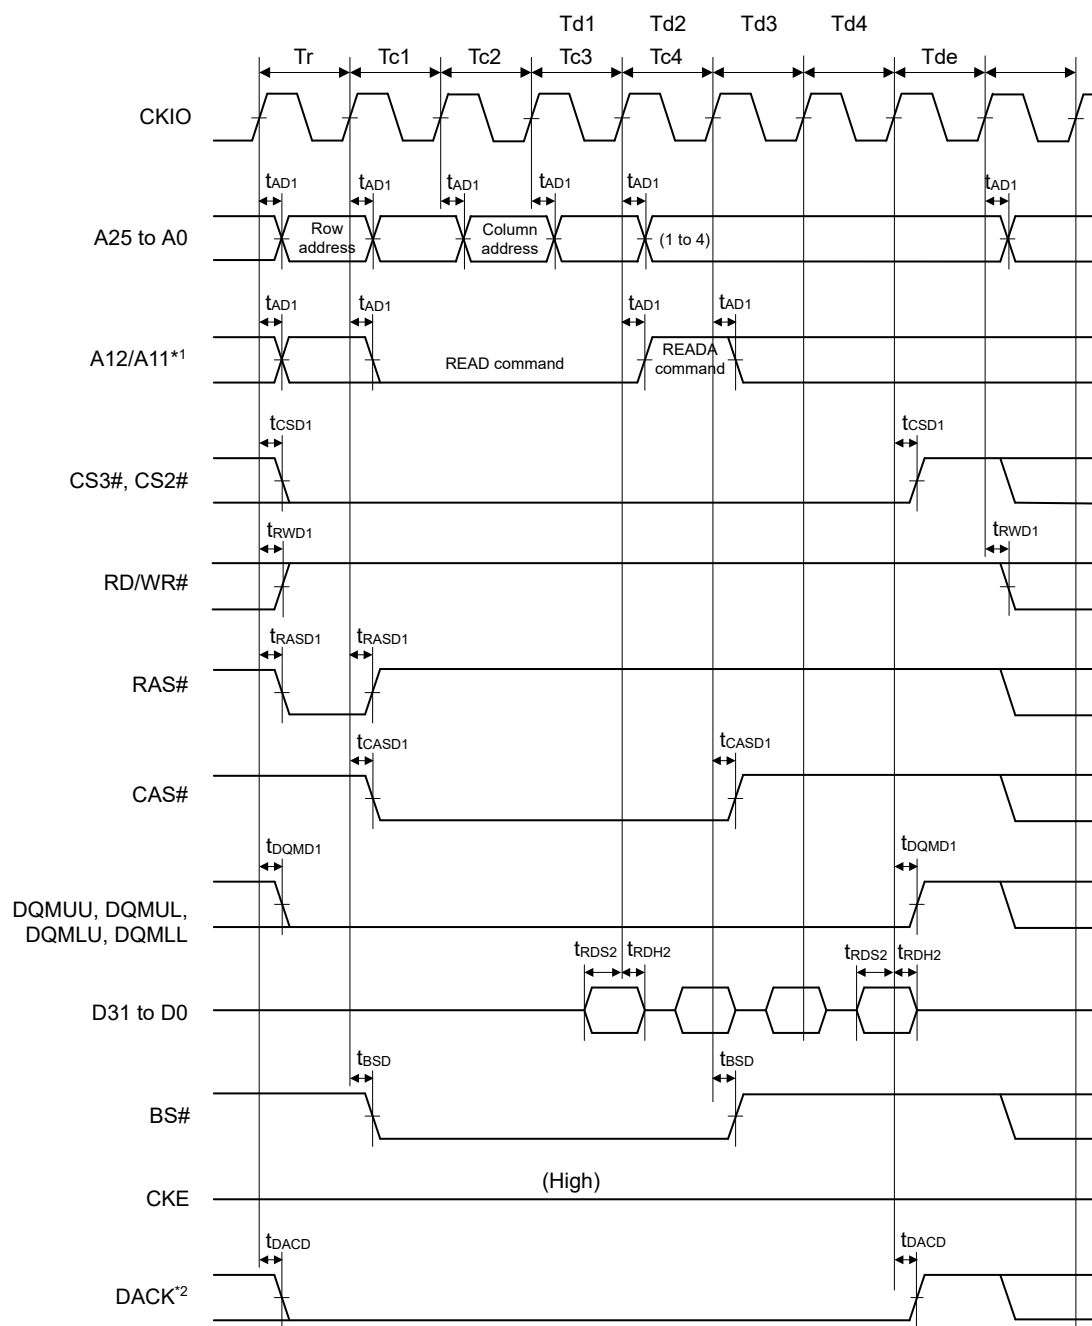 Td1 Td2 Td3 Td4
Tr Tc1 Tc2 Tc3 Tc4 Tde
CKIO
tAD1 tAD1 tAD1 tAD1 tAD1 tAD1
A25 to A0
Row
address
Column
address
(1 to 4)
tAD1 tAD1 tAD1 tAD1
A12/A11*1
READ command
READA
command
tCSD1 tCSD1
CS3#, CS2#
tRWD1 tRWD1
RD/WR#
tRASD1 tRASD1
RAS#
tCASD1 tCASD1
CAS#
tDQMD1 tDQMD1
DQMUU, DQMUL,
DQMLU, DQMLL
tRDS2 tRDH2 tRDS2 tRDH2
D31 to D0
tBSD tBSD
BS#
(High)
CKE
tDACD tDACD
DACK*2